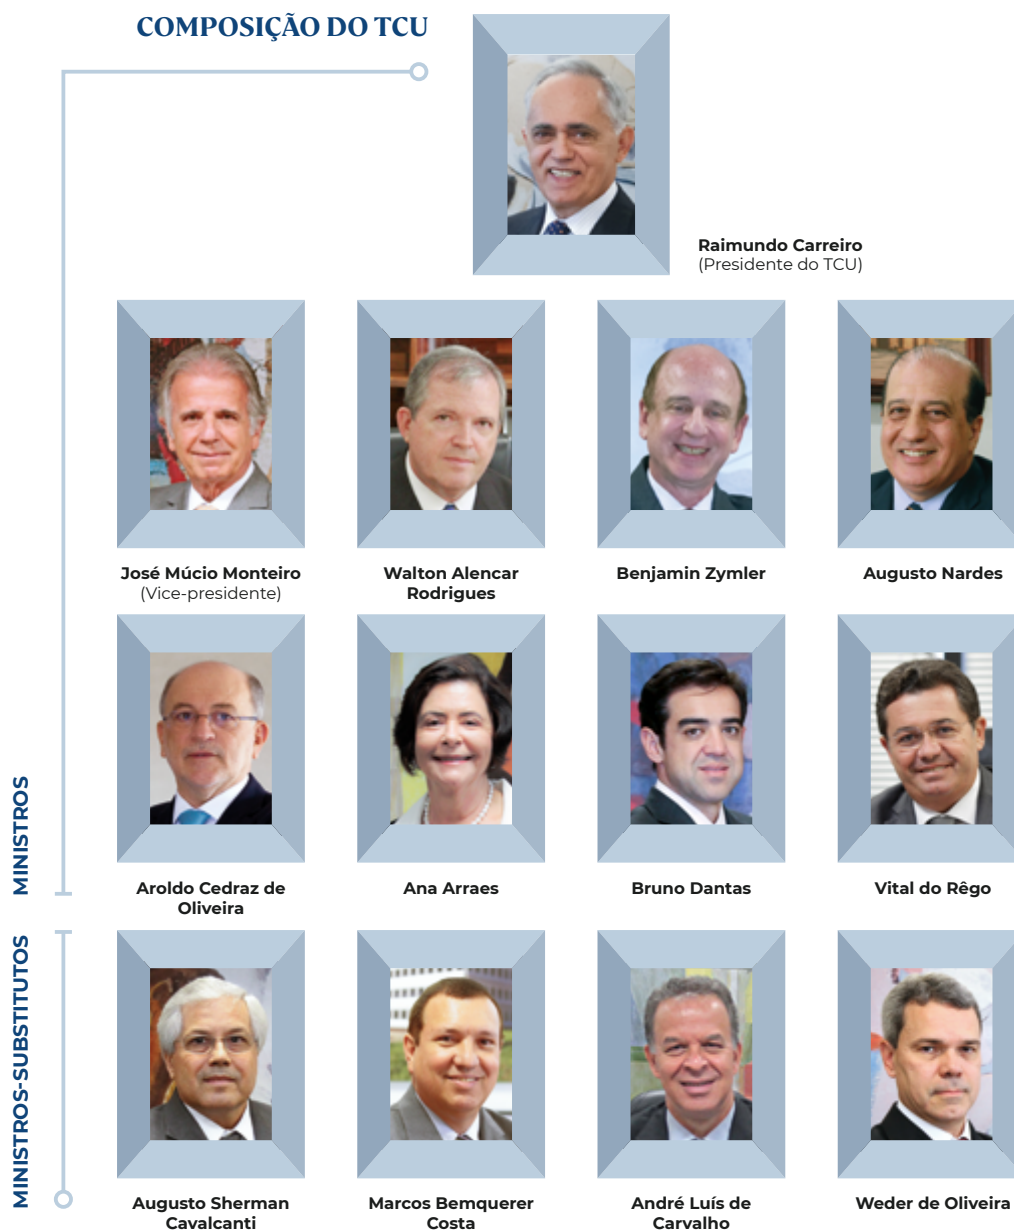 COMPOSIÇÃO DO TCU
Raimundo Carreiro
(Presidente do TCU)
José Múcio Monteiro
(Vice-presidente)
Walton Alencar
Rodrigues
Benjamin Zymler
Augusto Nardes
MINISTROS
Aroldo Cedraz de
Oliveira
Ana Arraes
Bruno Dantas
Vital do Rêgo
MINISTROS-SUBSTITUTOS
Augusto Sherman
Cavalcanti
Marcos Bemquerer
Costa
André Luís de
Carvalho
Weder de Oliveira